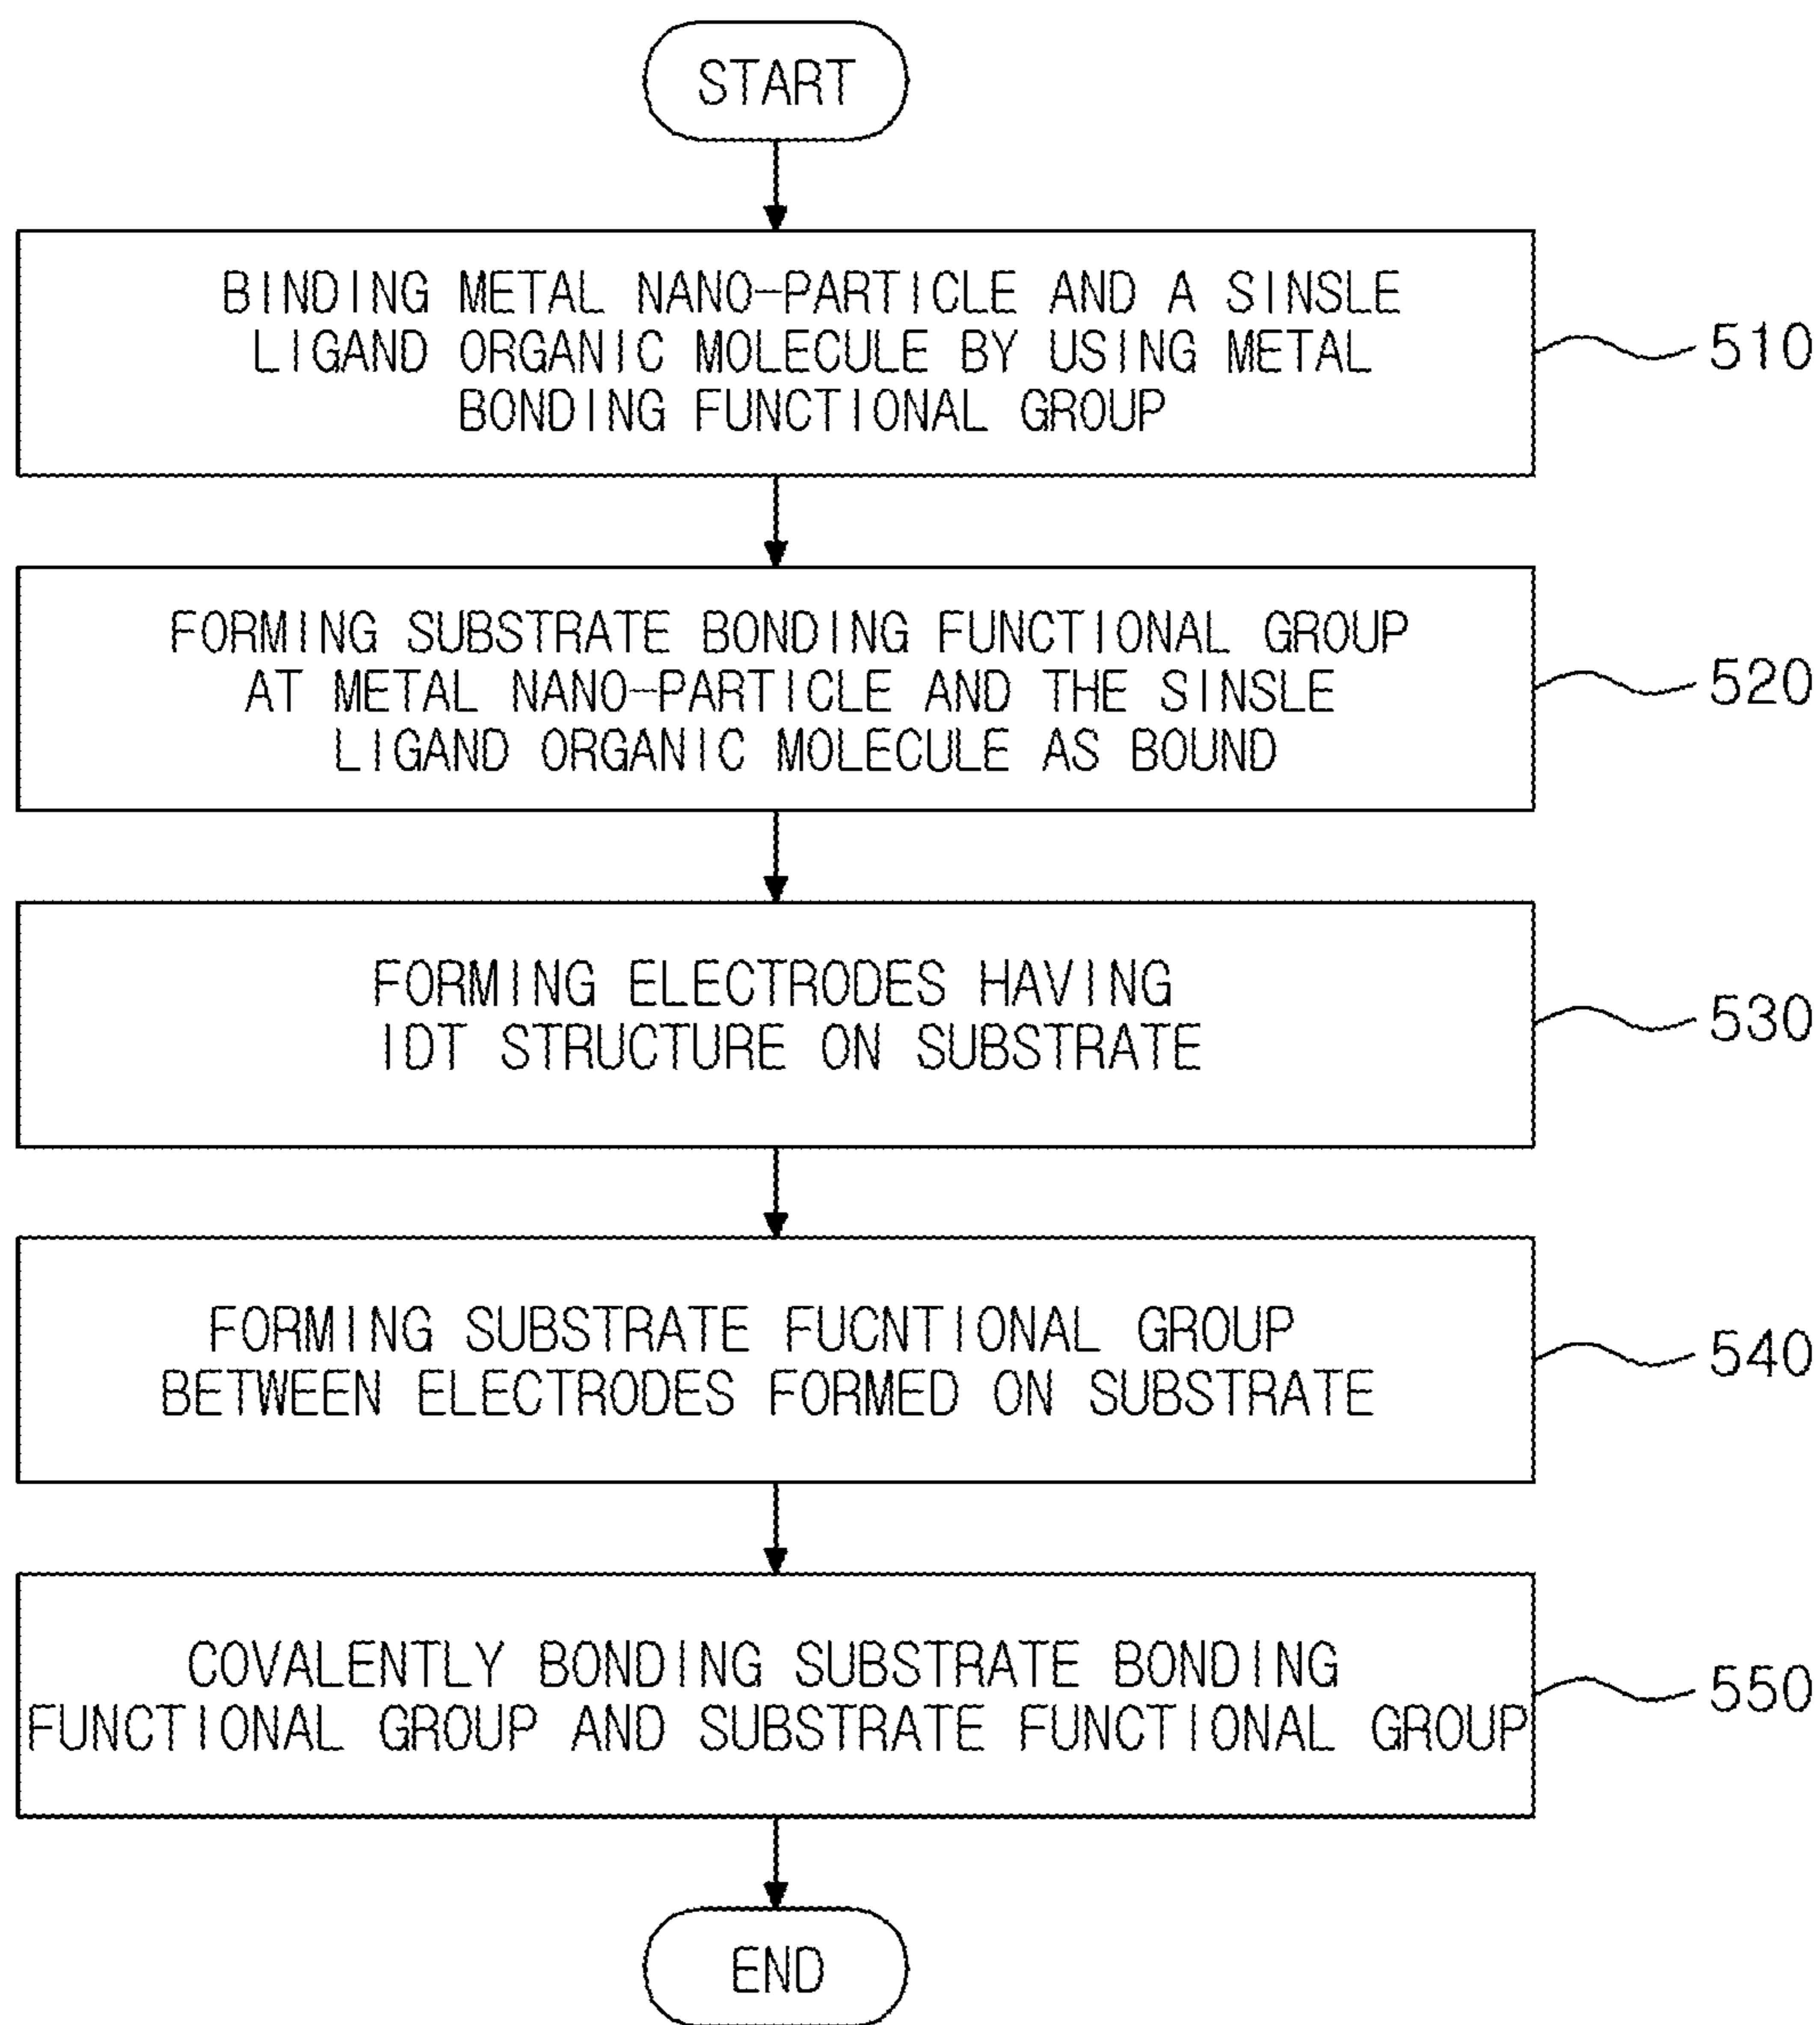 START
BINDING METAL NANO-PARTICLE AND A SINSLE
LIGAND ORGANIC MOLECULE BY USING METAL
BONDING FUNCTIONAL GROUP
510
FORMING SUBSTRATE BONDING FUNCTIONAL GROUP
AT METAL NANO-PARTICLE AND THE SINSLE
LIGAND ORGANIC MOLECULE AS BOUND
520
FORMING ELECTRODES HAVING
IDT STRUCTURE ON SUBSTRATE
530
FORMING SUBSTRATE FUCNTIONAL GROUP
BETWEEN ELECTRODES FORMED ON SUBSTRATE
540
COVALENTLY BONDING SUBSTRATE BONDING
FUNCTIONAL GROUP AND SUBSTRATE FUNCTIONAL GROUP
550
END